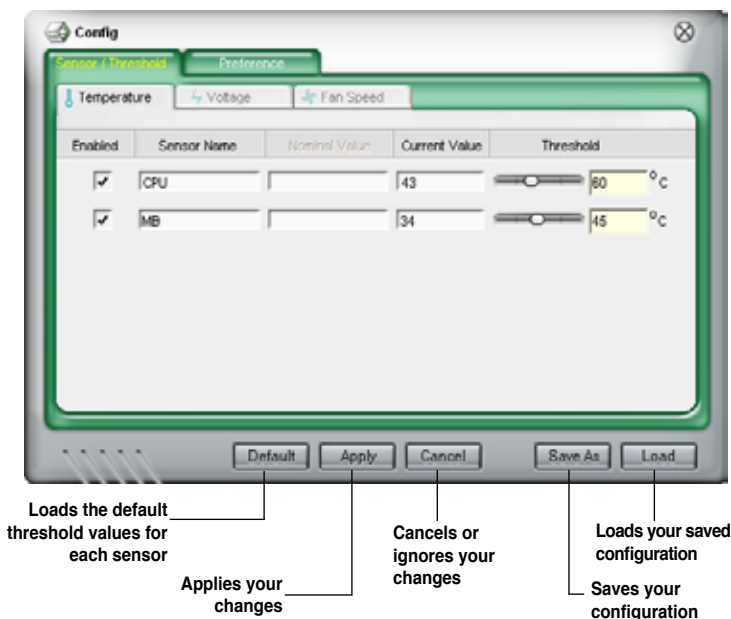 Config
Sensor / Threshold Preference
Temperature Voltage Fan Speed
Enabled Sensor Name Nominal Value Current Value Threshold
CPU 43 60 °C
MB 34 45 °C
Default Apply Cancel Save As Load
Loads the default
threshold values for
each sensor
Applies your
changes
Cancels or
ignores your
changes
Saves your
configuration
Loads your saved
configuration